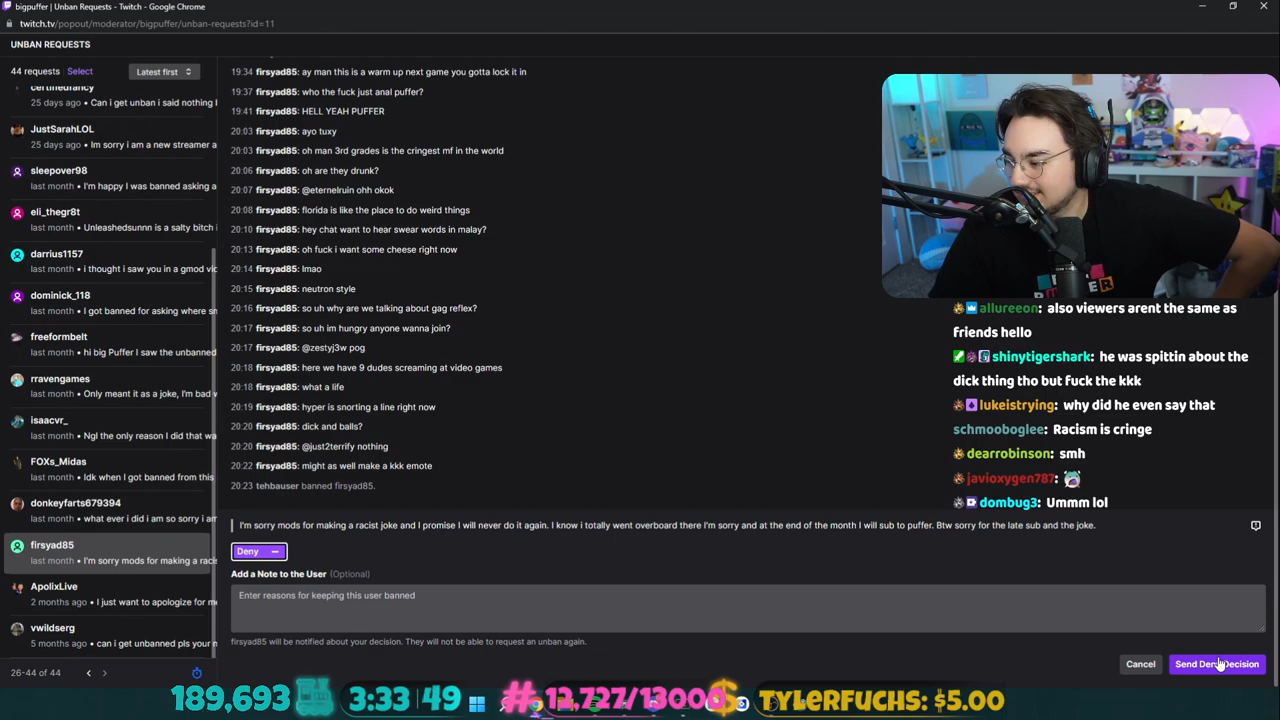 bigpuffer | Unban Requests - Twitch - Google Chrome
twitch.tv/popout/moderator/bigpuffer/unban-requests?id=11
UNBAN REQUESTS
44 requests Select Latest first
certifiedfancy
25 days ago • Can i get unban i said nothing I
JustSarahLOL
25 days ago • Im sorry i am a new streamer a
sleepover98
last month • I'm happy I was banned asking a
eli_thegr8t
last month • Unleashedsunnn is a salty bitch
darrius1157
last month • i thought i saw you in a gmod vi
dominick_118
last month • I got banned for asking where s
freeformbelt
last month • hi big Puffer I saw the unbanned
rravengames
last month • Only meant it as a joke, I'm bad
isaacvr_
last month • Ngl the only reason I did that wa
FOXs_Midas
last month • Idk when I got banned from this
donkeyfarts679394
last month • what ever i did i am so sorry i a
firsyad85
last month • I'm sorry mods for making a raci
ApolixLive
2 months ago • I just want to apologize for m
vwildserg
5 months ago • can i get unbanned pls your n
26-44 of 44
19:34 firsyad85: ay man this is a warm up next game you gotta lock it in
19:37 firsyad85: who the fuck just anal puffer?
19:41 firsyad85: HELL YEAH PUFFER
20:03 firsyad85: ayo tuxy
20:03 firsyad85: oh man 3rd grades is the cringest mf in the world
20:06 firsyad85: oh are they drunk?
20:07 firsyad85: @eternelruin ohh okok
20:08 firsyad85: florida is like the place to do weird things
20:10 firsyad85: hey chat want to hear swear words in malay?
20:13 firsyad85: oh fuck i want some cheese right now
20:14 firsyad85: lmao
20:15 firsyad85: neutron style
20:16 firsyad85: so uh why are we talking about gag reflex?
20:17 firsyad85: so uh im hungry anyone wanna join?
20:17 firsyad85: @zestyj3w pog
20:18 firsyad85: here we have 9 dudes screaming at video games
20:18 firsyad85: what a life
20:19 firsyad85: hyper is snorting a line right now
20:20 firsyad85: dick and balls?
20:20 firsyad85: @just2terrify nothing
20:22 firsyad85: might as well make a kkk emote
20:23 tehbauser banned firsyad85.
I'm sorry mods for making a racist joke and I promise I will never do it again. I know i totally went overboard there I'm sorry and at the end of the month I will sub to puffer. Btw sorry for the late sub and the joke.
Deny
Add a Note to the User (Optional)
Enter reasons for keeping this user banned
firsyad85 will be notified about your decision. They will not be able to request an unban again.
Cancel Send Deny Decision
allureeon: also viewers arent the same as
friends hello
shinytigershark: he was spittin about the
dick thing tho but fuck the kkk
lukeistrying: why did he even say that
schmooboglee: Racism is cringe
dearrobinson: smh
javioxygen787:
dombug3: Ummm lol
189,693 3:33 49 # 12,727/13000 $ TYLERFUCHS: $5.00